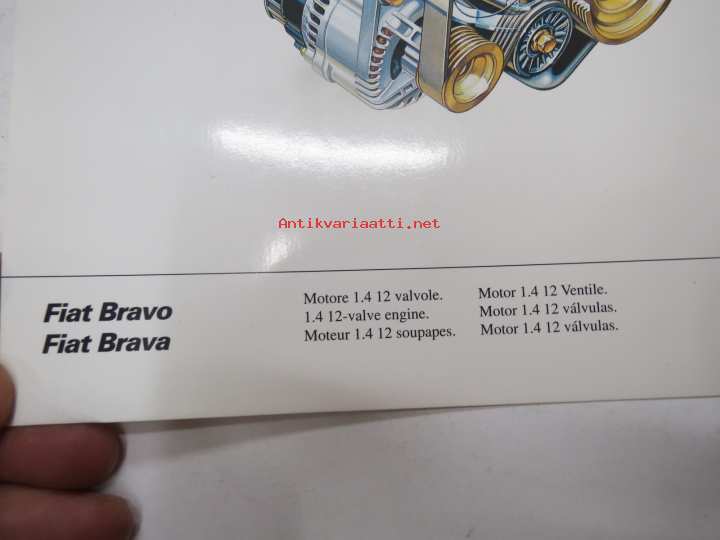 Antikvariaatti.net
Fiat Bravo
Fiat Brava
Motore 1.4 12 valvole.
1.4 12-valve engine.
Moteur 1.4 12 soupapes.
Motor 1.4 12 Ventile.
Motor 1.4 12 válvulas.
Motor 1.4 12 válvulas.